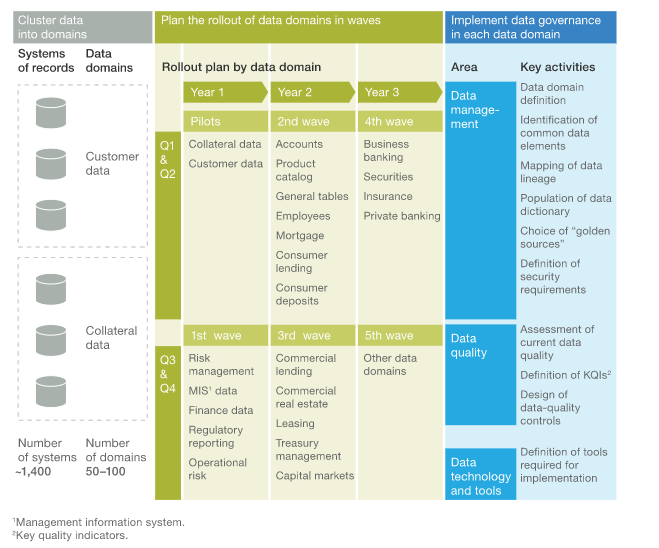 Cluster data
into domains
Plan the rollout of data domains in waves
Implement data governance
in each data domain
Systems
of records
Data
domains
Customer
data
Collateral
data
Number
of systems
~1,400
Number
of domains
50–100
Rollout plan by data domain
Year 1
Year 2
Year 3
Q1
&
Q2
Pilots
Collateral data
Customer data
2nd wave
Accounts
Product
catalog
General tables
Employees
Mortgage
Consumer
lending
Consumer
deposits
4th wave
Business
banking
Securities
Insurance
Private banking
Q3
&
Q4
1st wave
Risk
management
MIS¹ data
Finance data
Regulatory
reporting
Operational
risk
3rd wave
Commercial
lending
Commercial
real estate
Leasing
Treasury
management
Capital markets
5th wave
Other data
domains
Area
Key activities
Data
manage-
ment
Data domain
definition
Identification of
common data
elements
Mapping of data
lineage
Population of data
dictionary
Choice of “golden
sources”
Definition of
security
requirements
Data
quality
Assessment of
current data
quality
Definition of KQIs²
Design of
data-quality
controls
Data
technology
and tools
Definition of tools
required for
implementation
¹Management information system.
²Key quality indicators.